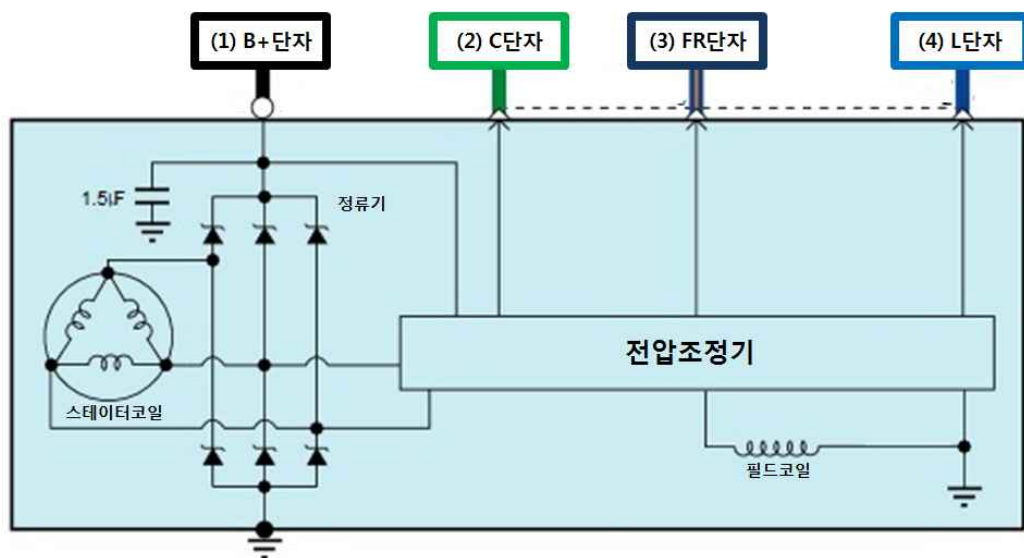 (1) B+단자
(2) C단자
(3) FR단자
(4) L단자
1.5μF
정류기
전압조정기
스테이터코일
필드코일